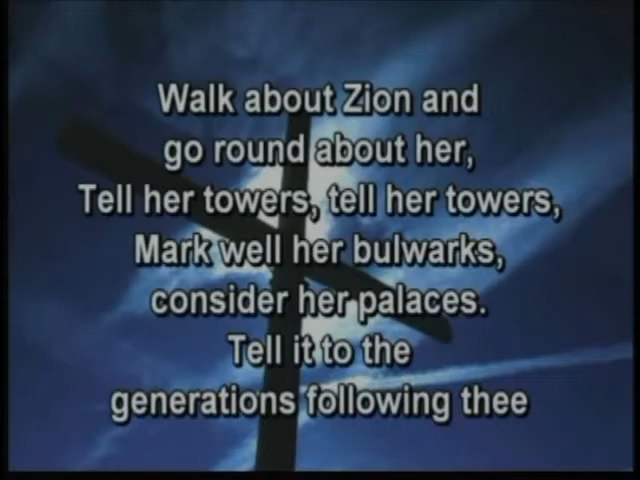 Walk about Zion and
go round about her,
Tell her towers, tell her towers,
Mark well her bulwarks,
consider her palaces.
Tell it to the
generations following thee